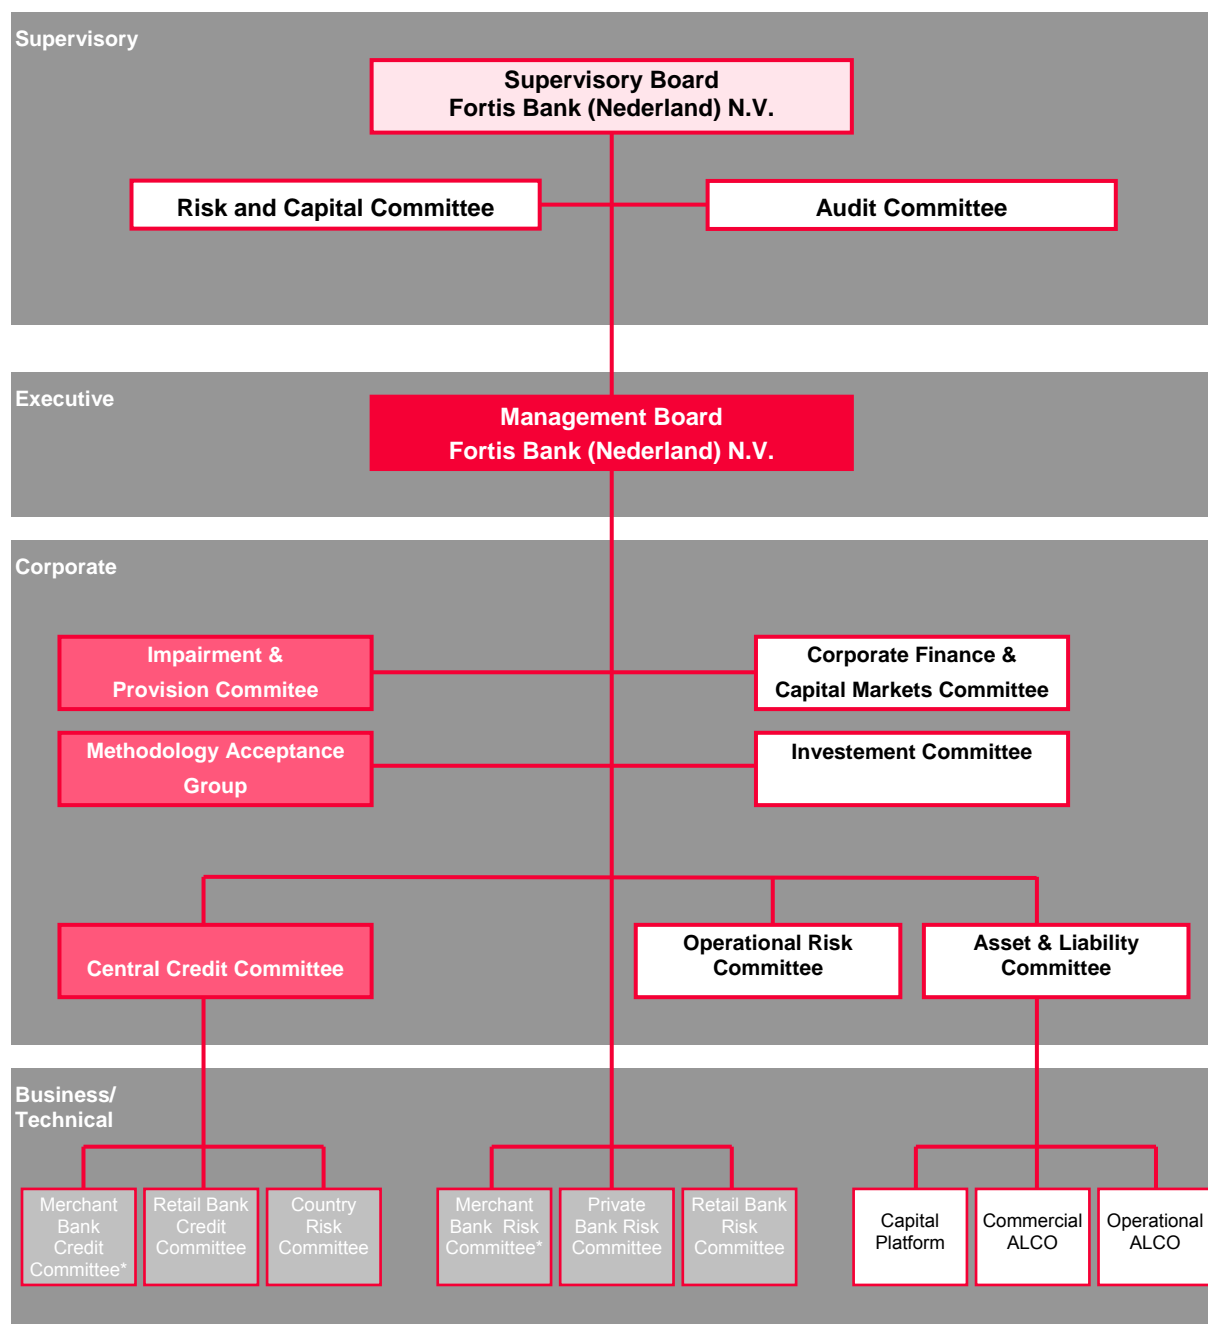 Supervisory
Supervisory Board
Fortis Bank (Nederland) N.V.
Risk and Capital Committee
Audit Committee
Executive
Management Board
Fortis Bank (Nederland) N.V.
Corporate
Impairment &
Provision Commitee
Corporate Finance &
Capital Markets Committee
Methodology Acceptance
Group
Investement Committee
Central Credit Committee
Operational Risk
Committee
Asset & Liability
Committee
Business/
Technical
Merchant
Bank
Credit
Committee*
Retail Bank
Credit
Committee
Country
Risk
Committee
Merchant
Bank Risk
Committee*
Private
Bank Risk
Committee
Retail Bank
Risk
Committee
Capital
Platform
Commercial
ALCO
Operational
ALCO